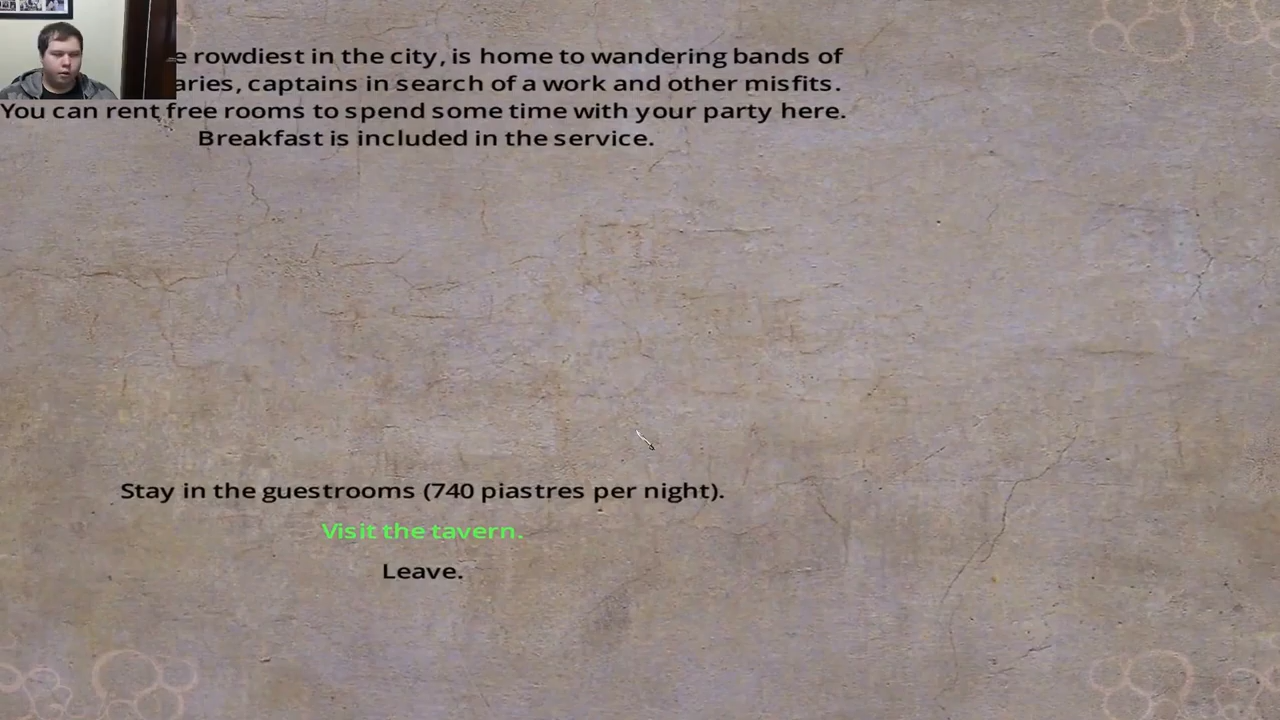 rowdiest in the city, is home to wandering bands of
captains in search of a work and other misfits.
You can rent free rooms to spend some time with your party here.
Breakfast is included in the service.
Stay in the guestrooms (740 piastres per night).
Visit the tavern.
Leave.